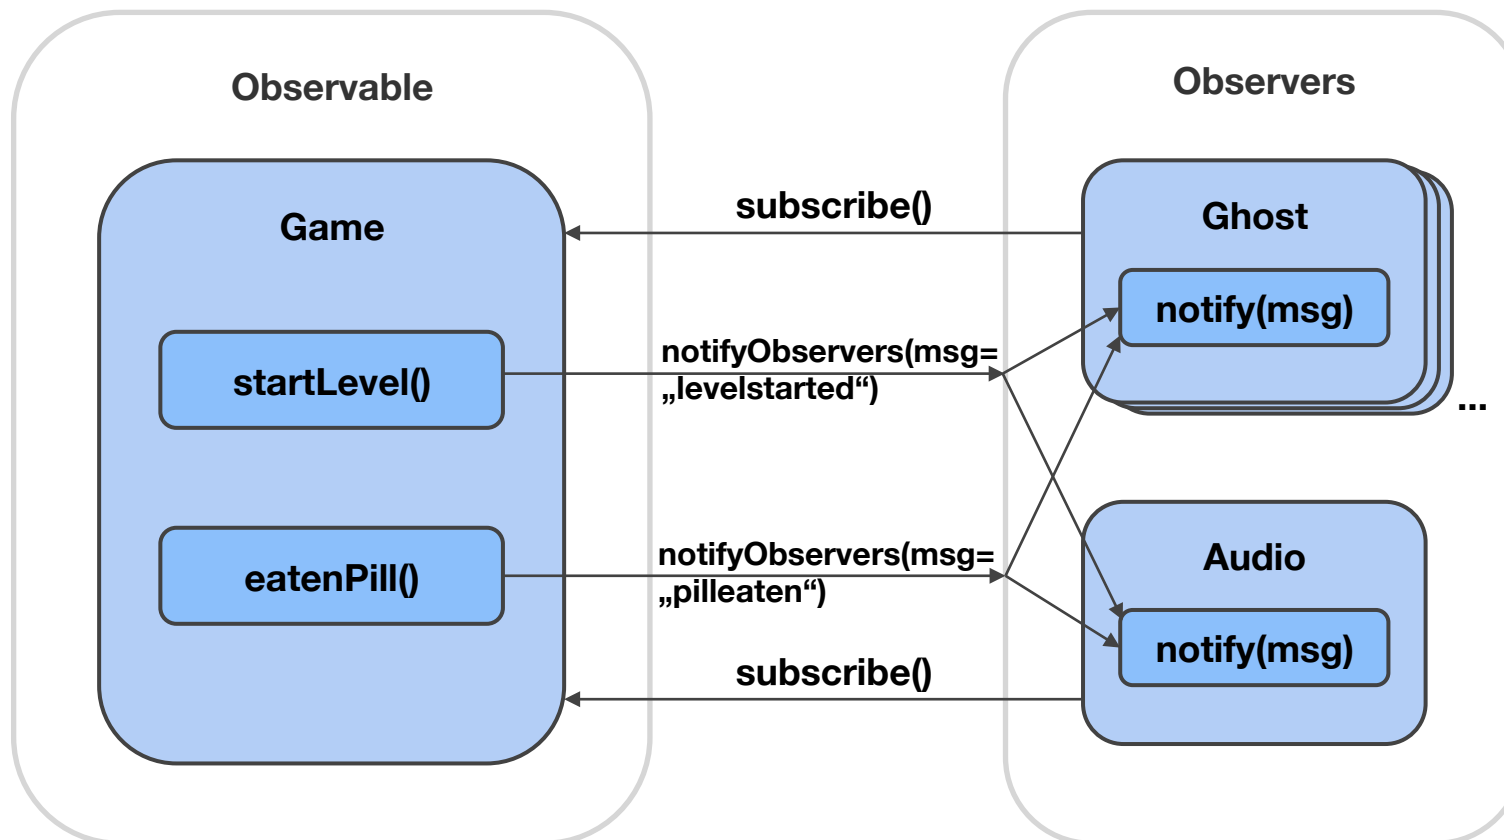 Observable
Observers
Game
startLevel()
eatenPill()
subscribe()
notifyObservers(msg=
„levelstarted“)
notifyObservers(msg=
„pilleaten“)
subscribe()
Ghost
notify(msg)
...
Audio
notify(msg)